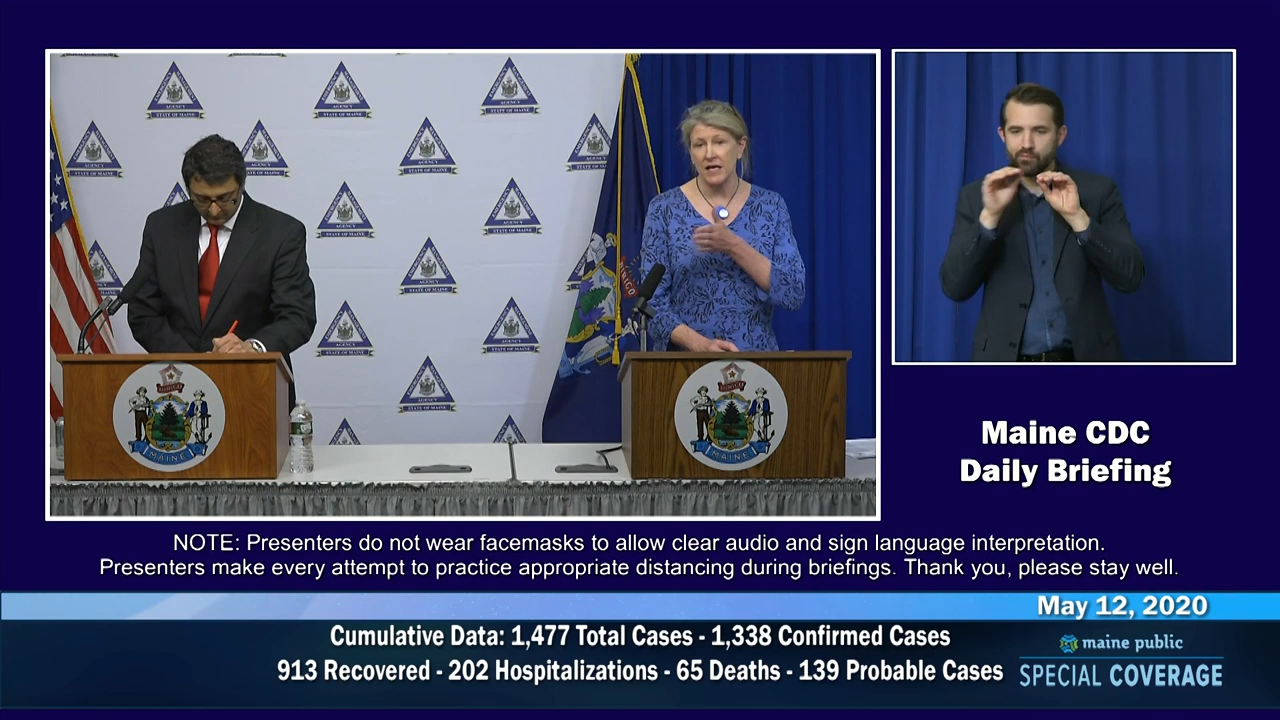 AGENCY
STATE OF MAINE
DIRIGO
MAINE
DIRIGO
MAINE
Maine CDC
Daily Briefing
NOTE: Presenters do not wear facemasks to allow clear audio and sign language interpretation.
Presenters make every attempt to practice appropriate distancing during briefings. Thank you, please stay well.
May 12, 2020
Cumulative Data: 1,477 Total Cases - 1,338 Confirmed Cases
913 Recovered - 202 Hospitalizations - 65 Deaths - 139 Probable Cases
maine public
SPECIAL COVERAGE